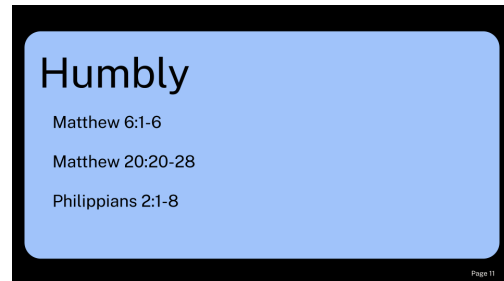 Humbly
Matthew 6:1-6
Matthew 20:20-28
Philippians 2:1-8
Page 11